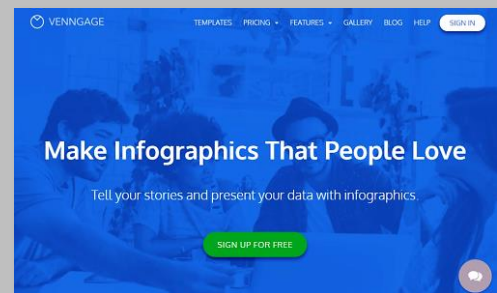 VENNGAGE
TEMPLATES PRICING FEATURES GALLERY BLOG HELP SIGN IN
Make Infographics That People Love
Tell your stories and present your data with infographics.
SIGN UP FOR FREE